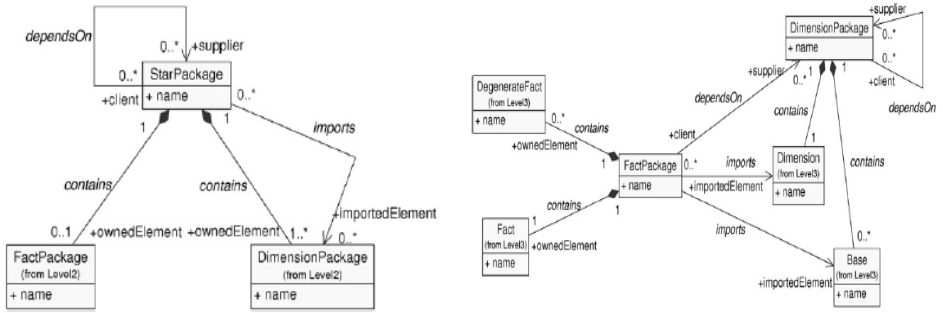 dependsOn
0..*
+supplier
0..*
StarPackage
+ name
+client
0..*
1
1
imports
contains
contains
+importedElement
0..1
+ownedElement
+ownedElement
1..*
0..*
FactPackage
(from Level2)
+ name
DimensionPackage
(from Level2)
+ name
DimensionPackage
+ name
+supplier
0..*
0..*
+client
dependsOn
+supplier
0..*
1
1
DegenerateFact
(from Level3)
+ name
0..*
contains
+ownedElement
1
dependsOn
+client
contains
1
FactPackage
+ name
0..*
imports
+importedElement
Dimension
(from Level3)
+ name
contains
contains
1
Fact
(from Level3)
+ name
1
+ownedElement
imports
0..*
+importedElement
Base
(from Level3)
+ name